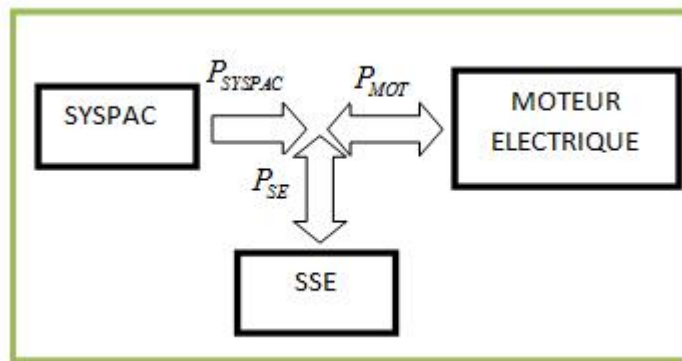 P_SYSPAC
P_MOT
SYSPAC
MOTEUR
ELECTRIQUE
P_SE
SSE